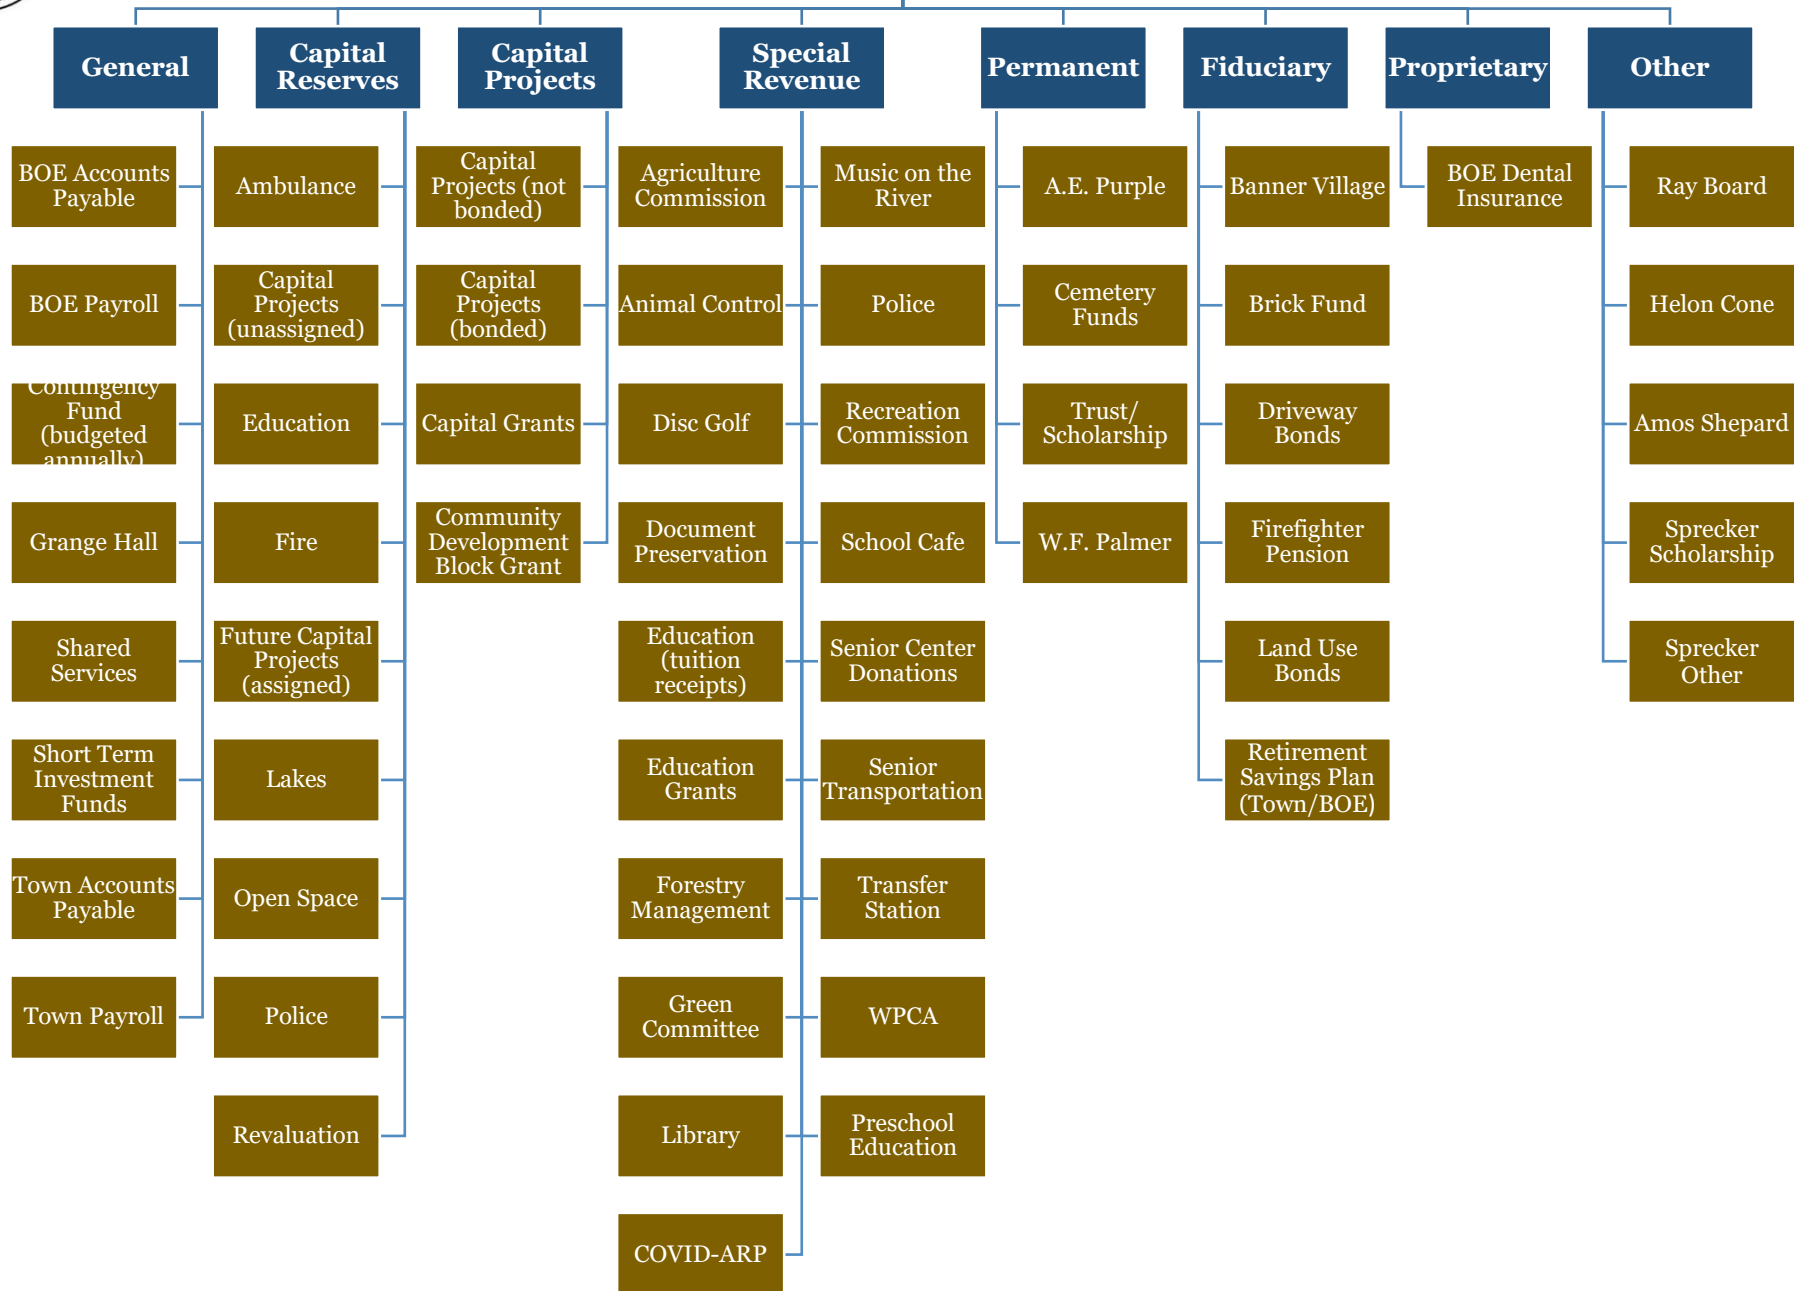 General
Capital
Reserves
Capital
Projects
Special
Revenue
Permanent
Fiduciary
Proprietary
Other
BOE Accounts
Payable
BOE Payroll
Contingency
Fund
(budgeted
annually)
Grange Hall
Shared
Services
Short Term
Investment
Funds
Town Accounts
Payable
Town Payroll
Ambulance
Capital
Projects
(unassigned)
Education
Fire
Future Capital
Projects
(assigned)
Lakes
Open Space
Police
Revaluation
Capital
Projects (not
bonded)
Capital
Projects
(bonded)
Capital Grants
Community
Development
Block Grant
Agriculture
Commission
Animal Control
Disc Golf
Document
Preservation
Education
(tuition
receipts)
Education
Grants
Forestry
Management
Green
Committee
Library
COVID-ARP
Music on the
River
Police
Recreation
Commission
School Cafe
Senior Center
Donations
Senior
Transportation
Transfer
Station
WPCA
Preschool
Education
A.E. Purple
Cemetery
Funds
Trust/
Scholarship
W.F. Palmer
Banner Village
Brick Fund
Driveway
Bonds
Firefighter
Pension
Land Use
Bonds
Retirement
Savings Plan
(Town/BOE)
BOE Dental
Insurance
Ray Board
Helon Cone
Amos Shepard
Sprecker
Scholarship
Sprecker
Other